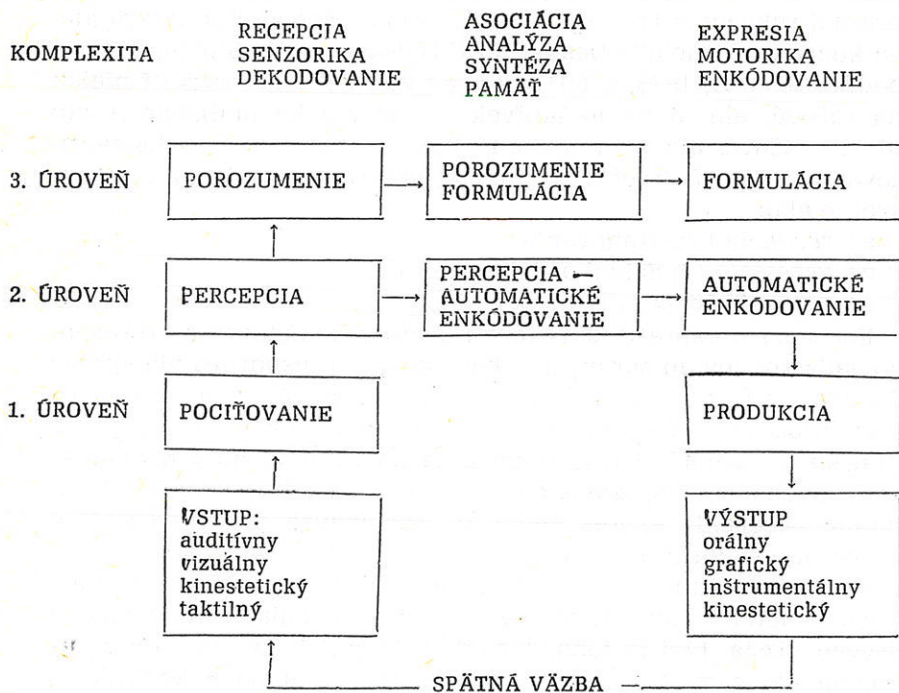 KOMPLEXITA
RECEPCIA
SENZORIKA
DEKODOVANIE
ASOCIÁCIA
ANALÝZA
SYNTÉZA
PAMÄŤ
EXPRESIA
MOTORIKA
ENKÓDOVANIE
3. ÚROVEŇ
POROZUMENIE
POROZUMENIE
FORMULÁCIA
FORMULÁCIA
2. ÚROVEŇ
PERCEPCIA
PERCEPCIA —
AUTOMATICKÉ
ENKÓDOVANIE
AUTOMATICKÉ
ENKÓDOVANIE
1. ÚROVEŇ
POCIŤOVANIE
PRODUKCIA
VSTUP:
auditívny
vizuálny
kinestetický
taktilný
VÝSTUP
orálny
grafický
inštrumentálny
kinestetický
SPÄTNÁ VÄZBA